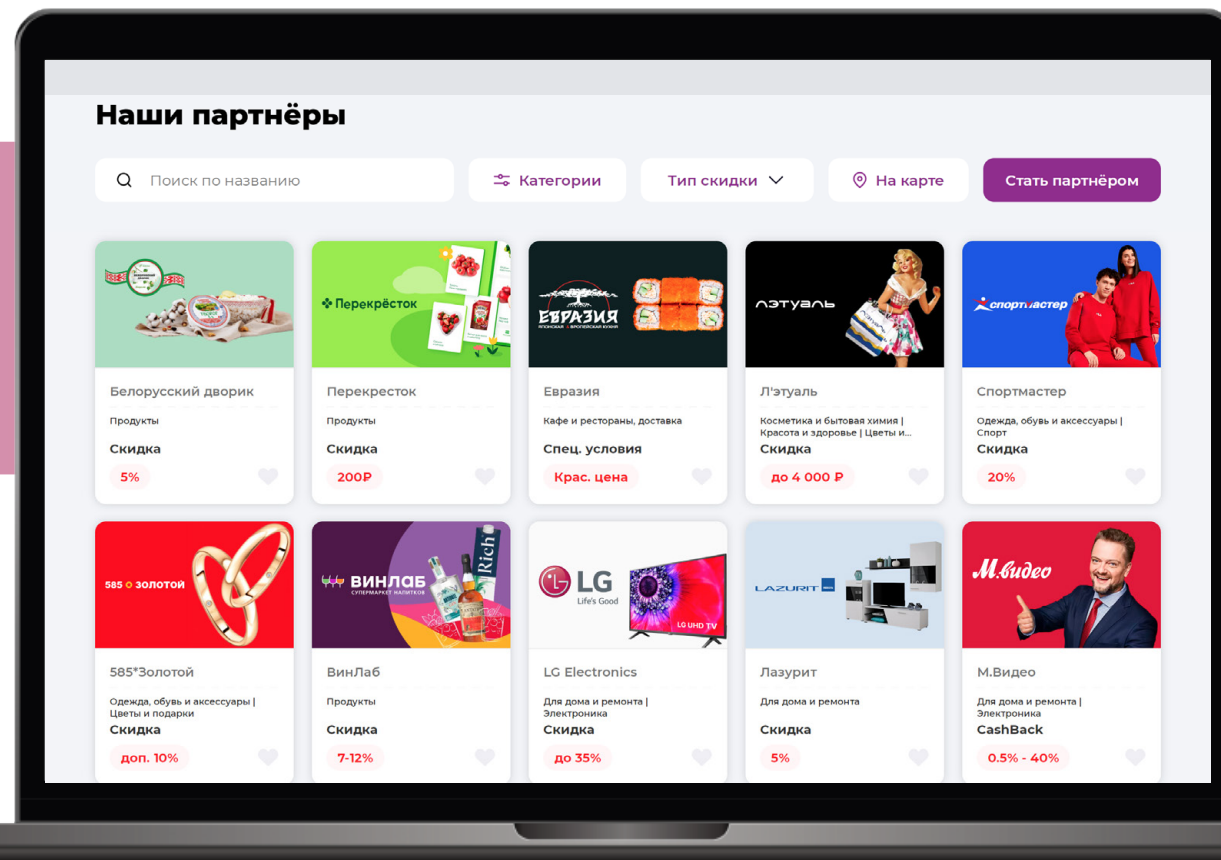 Наши партнёры
Поиск по названию
Категории
Тип скидки
На карте
Стать партнёром
Перекрёсток
ЕВРАЗИЯ
ЯПОНСКАЯ & ЕВРОПЕЙСКАЯ КУХНЯ
ЛЭТУАЛЬ
спортмастер
Белорусский дворик
Продукты
Скидка
5%
Перекресток
Продукты
Скидка
200₽
Евразия
Кафе и рестораны, доставка
Спец. условия
Крас. цена
Л'этуаль
Косметика и бытовая химия |
Красота и здоровье | Цветы и...
Скидка
до 4 000 ₽
Спортмастер
Одежда, обувь и аксессуары |
Спорт
Скидка
20%
585 ЗОЛОТОЙ
ВИНЛАБ
СУПЕРМАРКЕТ НАПИТКОВ
Rich
LG
Life's Good
LG UHD TV
LAZURIT
М.видео
585*Золотой
Одежда, обувь и аксессуары |
Цветы и подарки
Скидка
доп. 10%
ВинЛаб
Продукты
Скидка
7-12%
LG Electronics
Для дома и ремонта |
Электроника
Скидка
до 35%
Лазурит
Для дома и ремонта
Скидка
5%
М.Видео
Для дома и ремонта |
Электроника
CashBack
0.5% - 40%